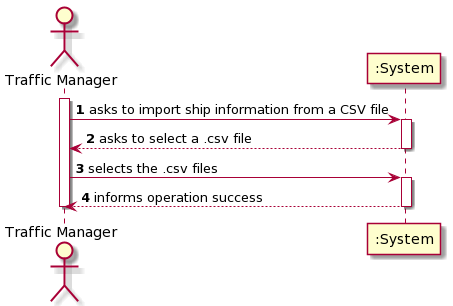 Traffic Manager
:System
1 asks to import ship information from a CSV file
2 asks to select a .csv file
3 selects the .csv files
4 informs operation success
Traffic Manager
:System